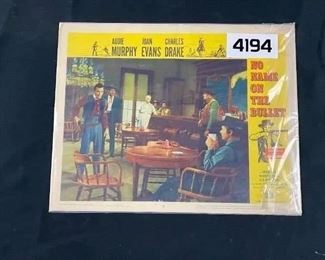 AUDIE JOAN CHARLES
MURPHY EVANS DRAKE
4194
NO NAME
ON THE
BULLET